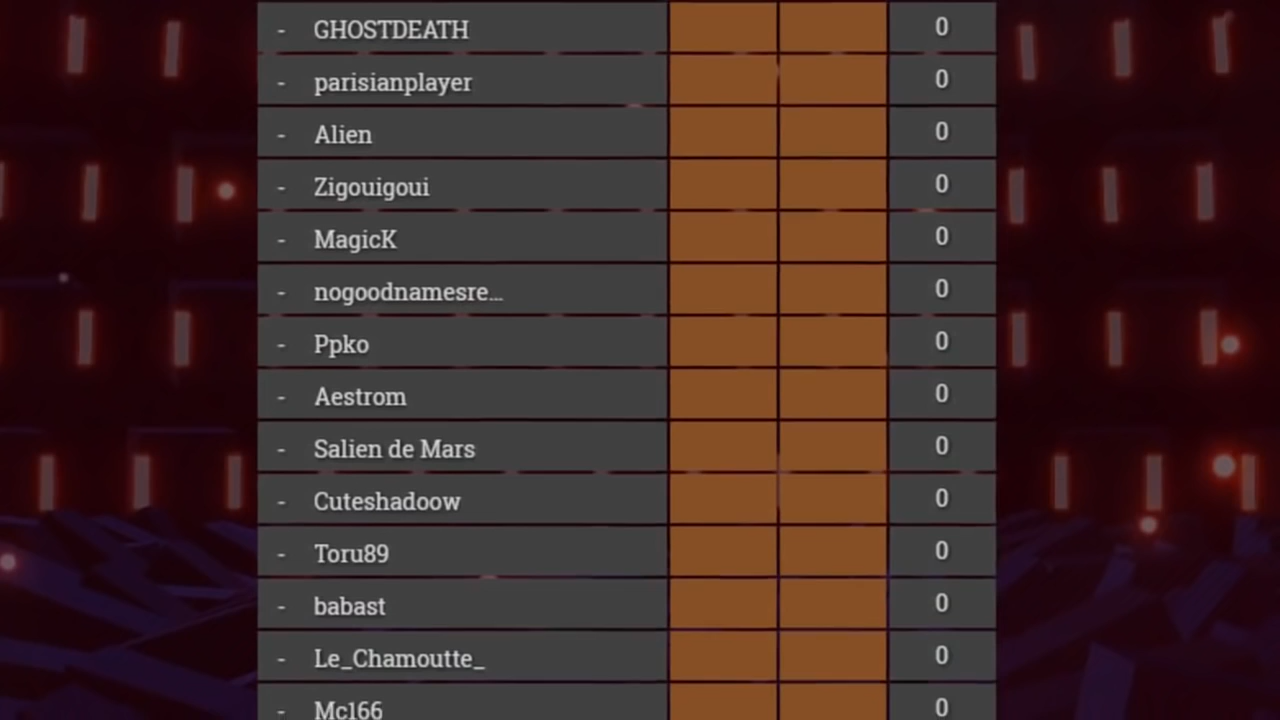 - GHOSTDEATH 0
- parisianplayer 0
- Alien 0
- Zigouigoui 0
- MagicK 0
- nogoodnamesre... 0
- Ppko 0
- Aestrom 0
- Salien de Mars 0
- Cuteshadoow 0
- Toru89 0
- babast 0
- Le_Chamoutte_ 0
- Mc166 0